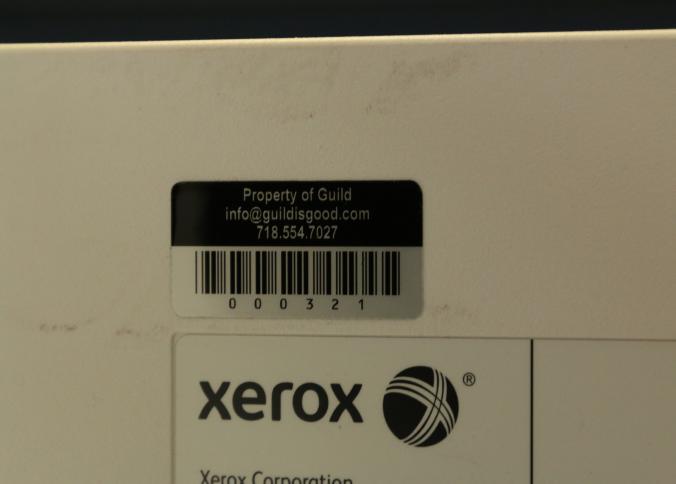 Property of Guild
info@guildisgood.com
718.554.7027
000321
xerox ®
Xerox Corporation